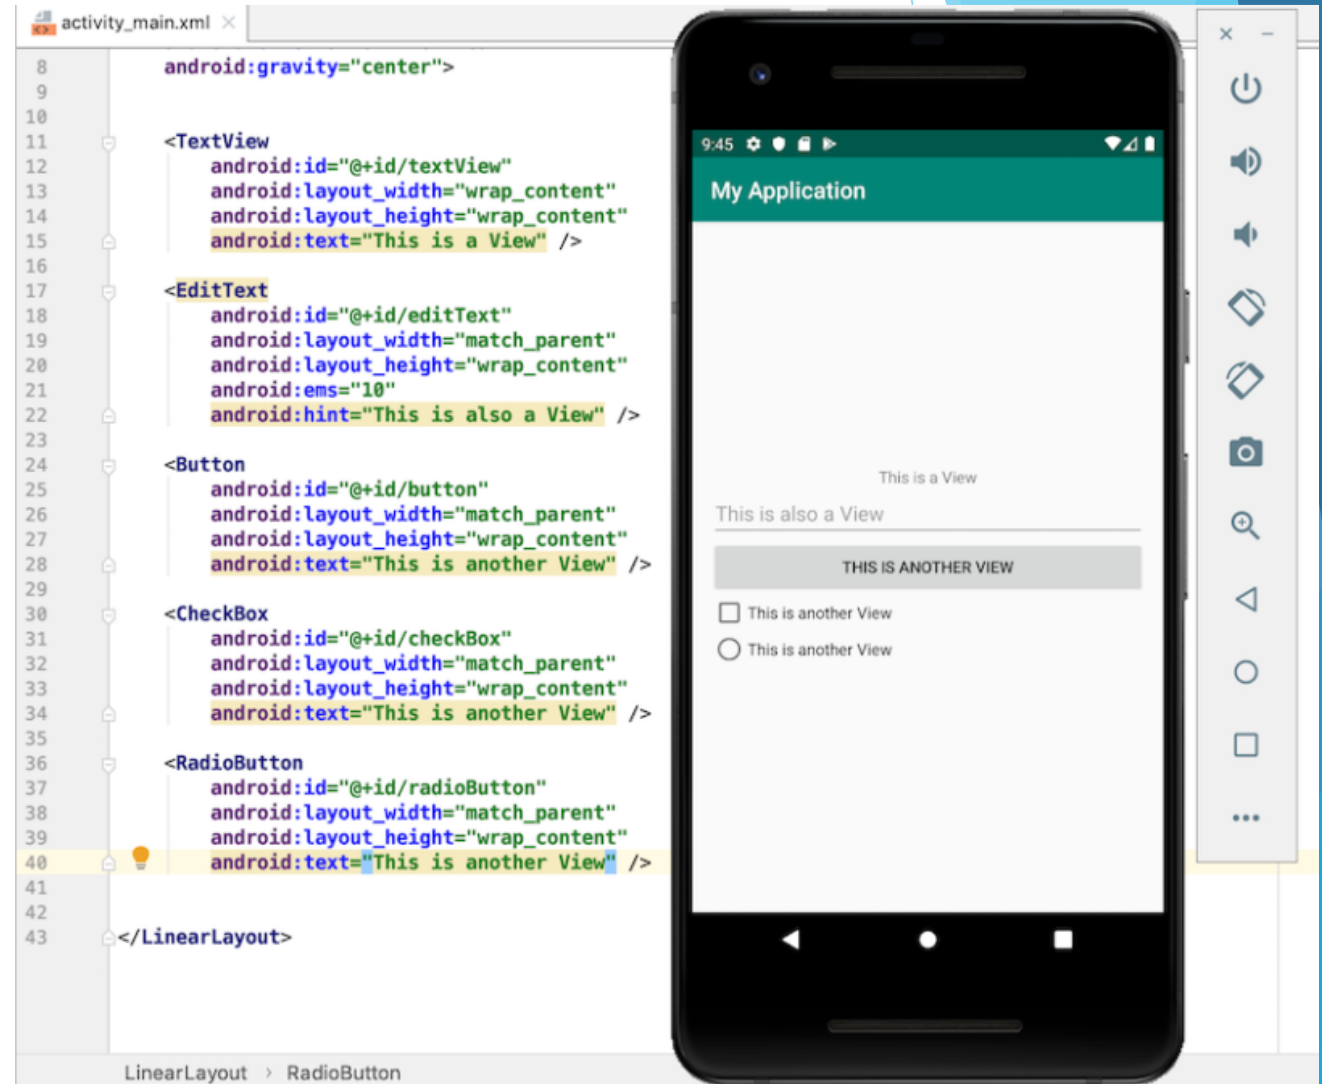 activity_main.xml ×
8 android:gravity="center">
9
10
11 <TextView
12 android:id="@+id/textView"
13 android:layout_width="wrap_content"
14 android:layout_height="wrap_content"
15 android:text="This is a View" />
16
17 <EditText
18 android:id="@+id/editText"
19 android:layout_width="match_parent"
20 android:layout_height="wrap_content"
21 android:ems="10"
22 android:hint="This is also a View" />
23
24 <Button
25 android:id="@+id/button"
26 android:layout_width="match_parent"
27 android:layout_height="wrap_content"
28 android:text="This is another View" />
29
30 <CheckBox
31 android:id="@+id/checkBox"
32 android:layout_width="match_parent"
33 android:layout_height="wrap_content"
34 android:text="This is another View" />
35
36 <RadioButton
37 android:id="@+id/radioButton"
38 android:layout_width="match_parent"
39 android:layout_height="wrap_content"
40 android:text="This is another View" />
41
42
43 </LinearLayout>
LinearLayout › RadioButton
9:45
My Application
This is a View
This is also a View
THIS IS ANOTHER VIEW
This is another View
This is another View